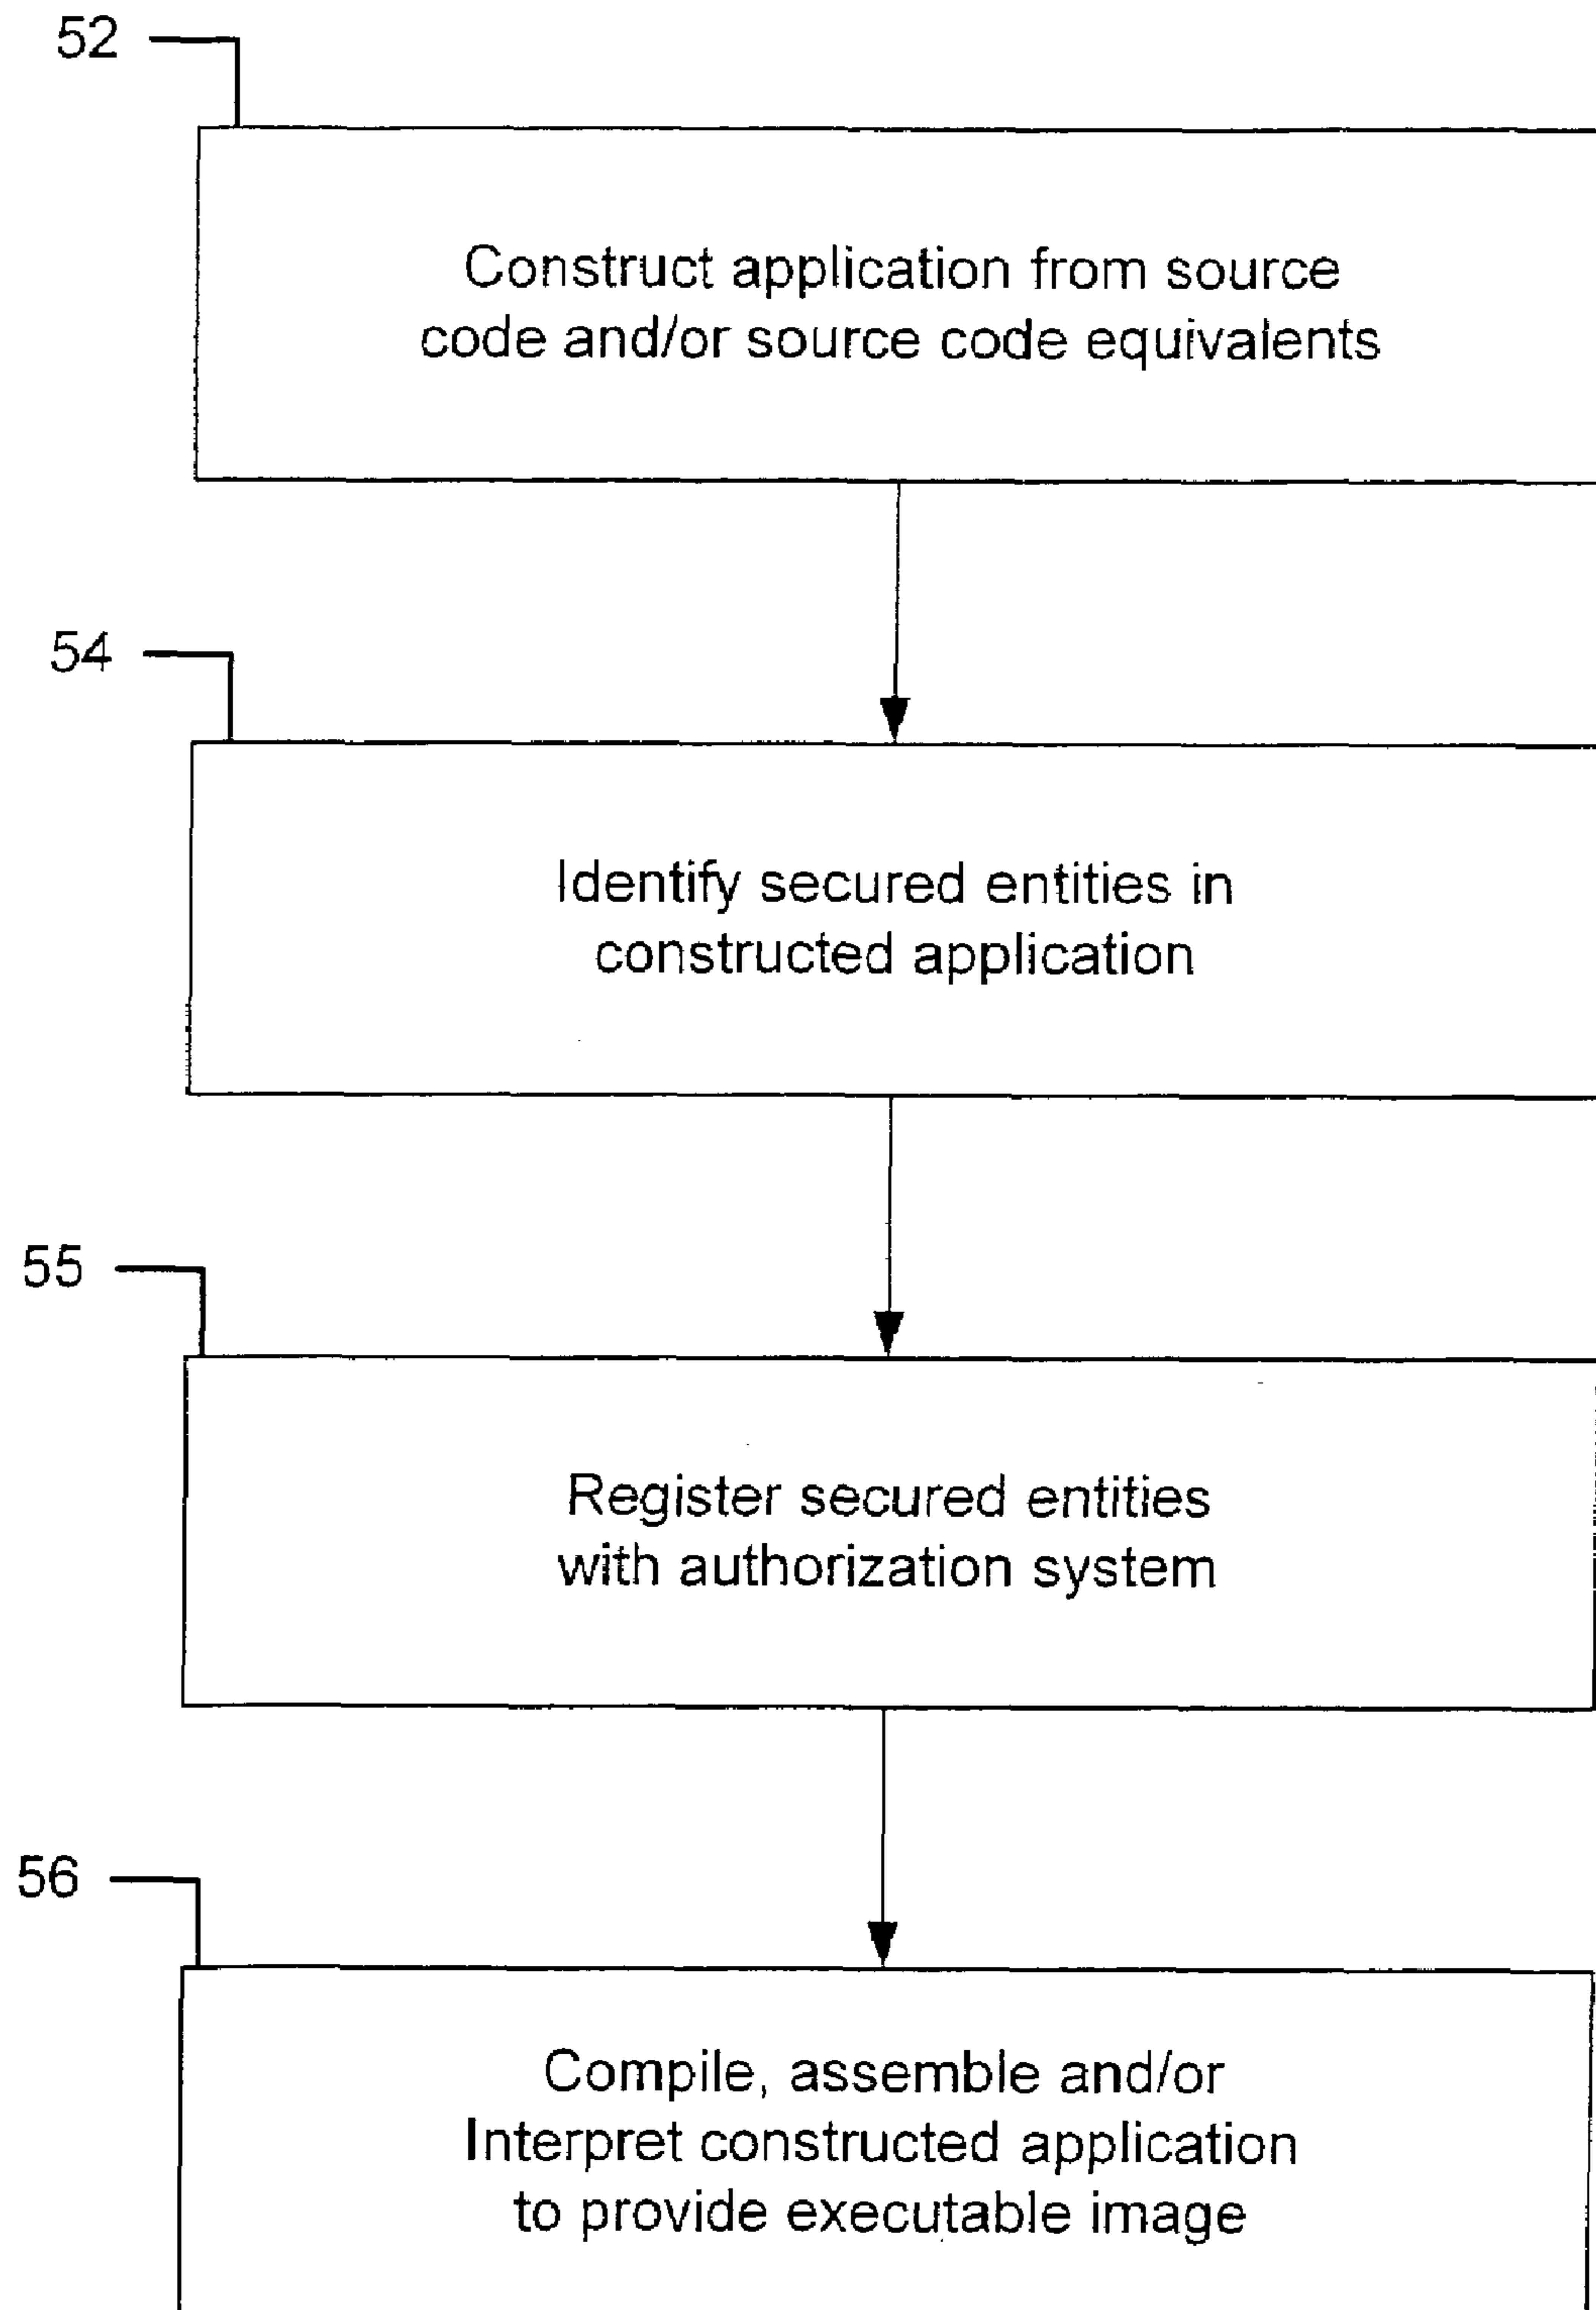 52
Construct application from source
code and/or source code equivalents
54
Identify secured entities in
constructed application
55
Register secured entities
with authorization system
56
Compile, assemble and/or
Interpret constructed application
to provide executable image